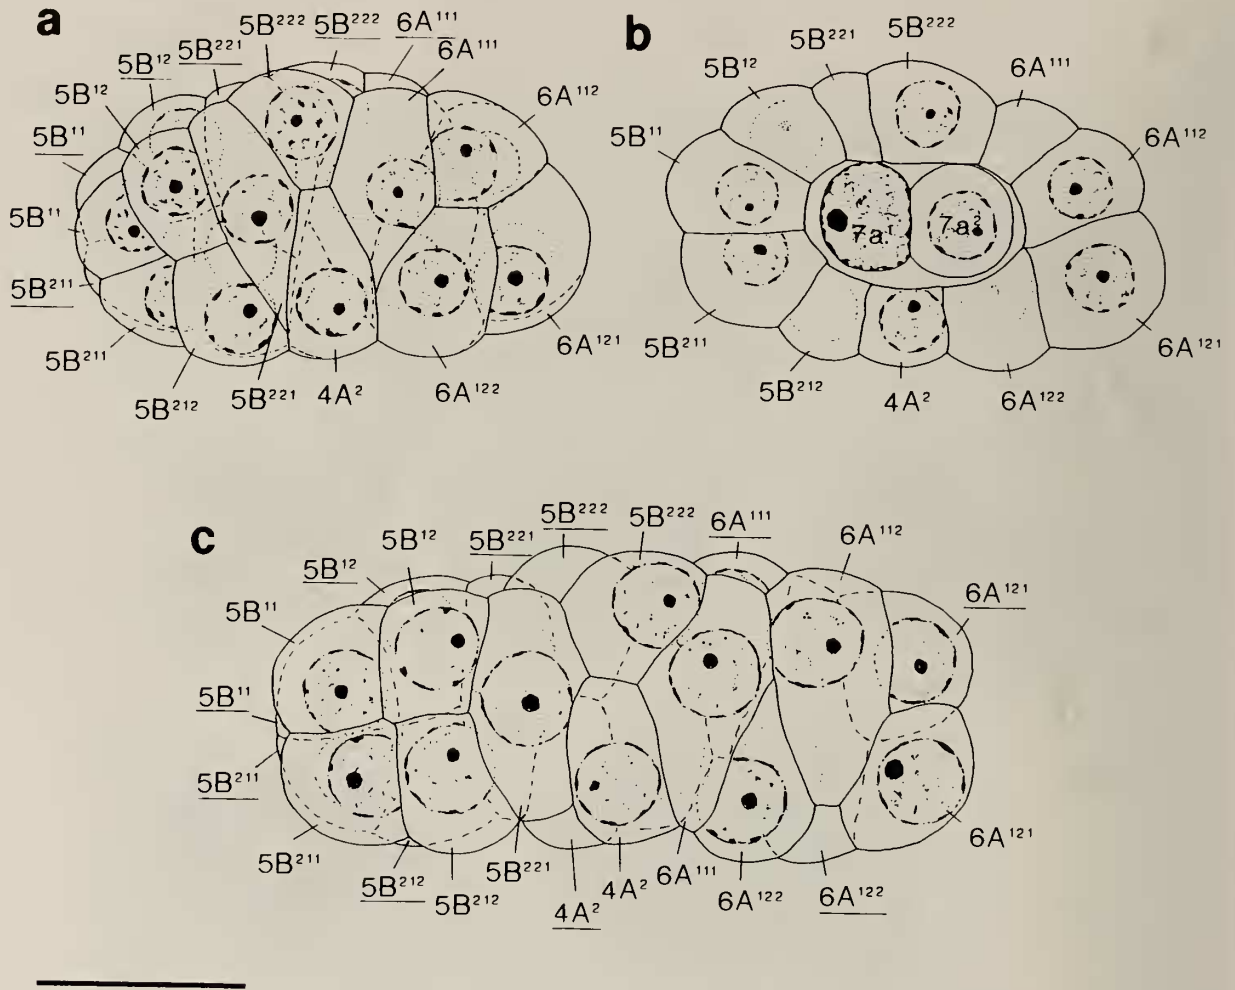 a
5B²²² 5B²²² 6A¹¹¹
5B²²¹ 6A¹¹¹
5B¹²
5B¹² 6A¹¹²
5B¹¹
5B¹¹
5B²¹¹
5B²¹¹ 6A¹²¹
5B²¹² 5B²²¹ 4A² 6A¹²²
b
5B²²¹ 5B²²²
5B¹² 6A¹¹¹
5B¹¹ 6A¹¹²
7a¹ 7a²
5B²¹¹ 6A¹²¹
5B²¹² 4A² 6A¹²²
c
5B²²² 5B²²² 6A¹¹¹
5B¹² 5B²²¹ 6A¹¹²
5B¹²
5B¹¹ 6A¹²¹
5B¹¹
5B²¹¹
5B²¹¹ 6A¹²¹
5B²¹² 5B²¹² 5B²²¹ 4A² 4A² 6A¹¹¹ 6A¹²² 6A¹²²